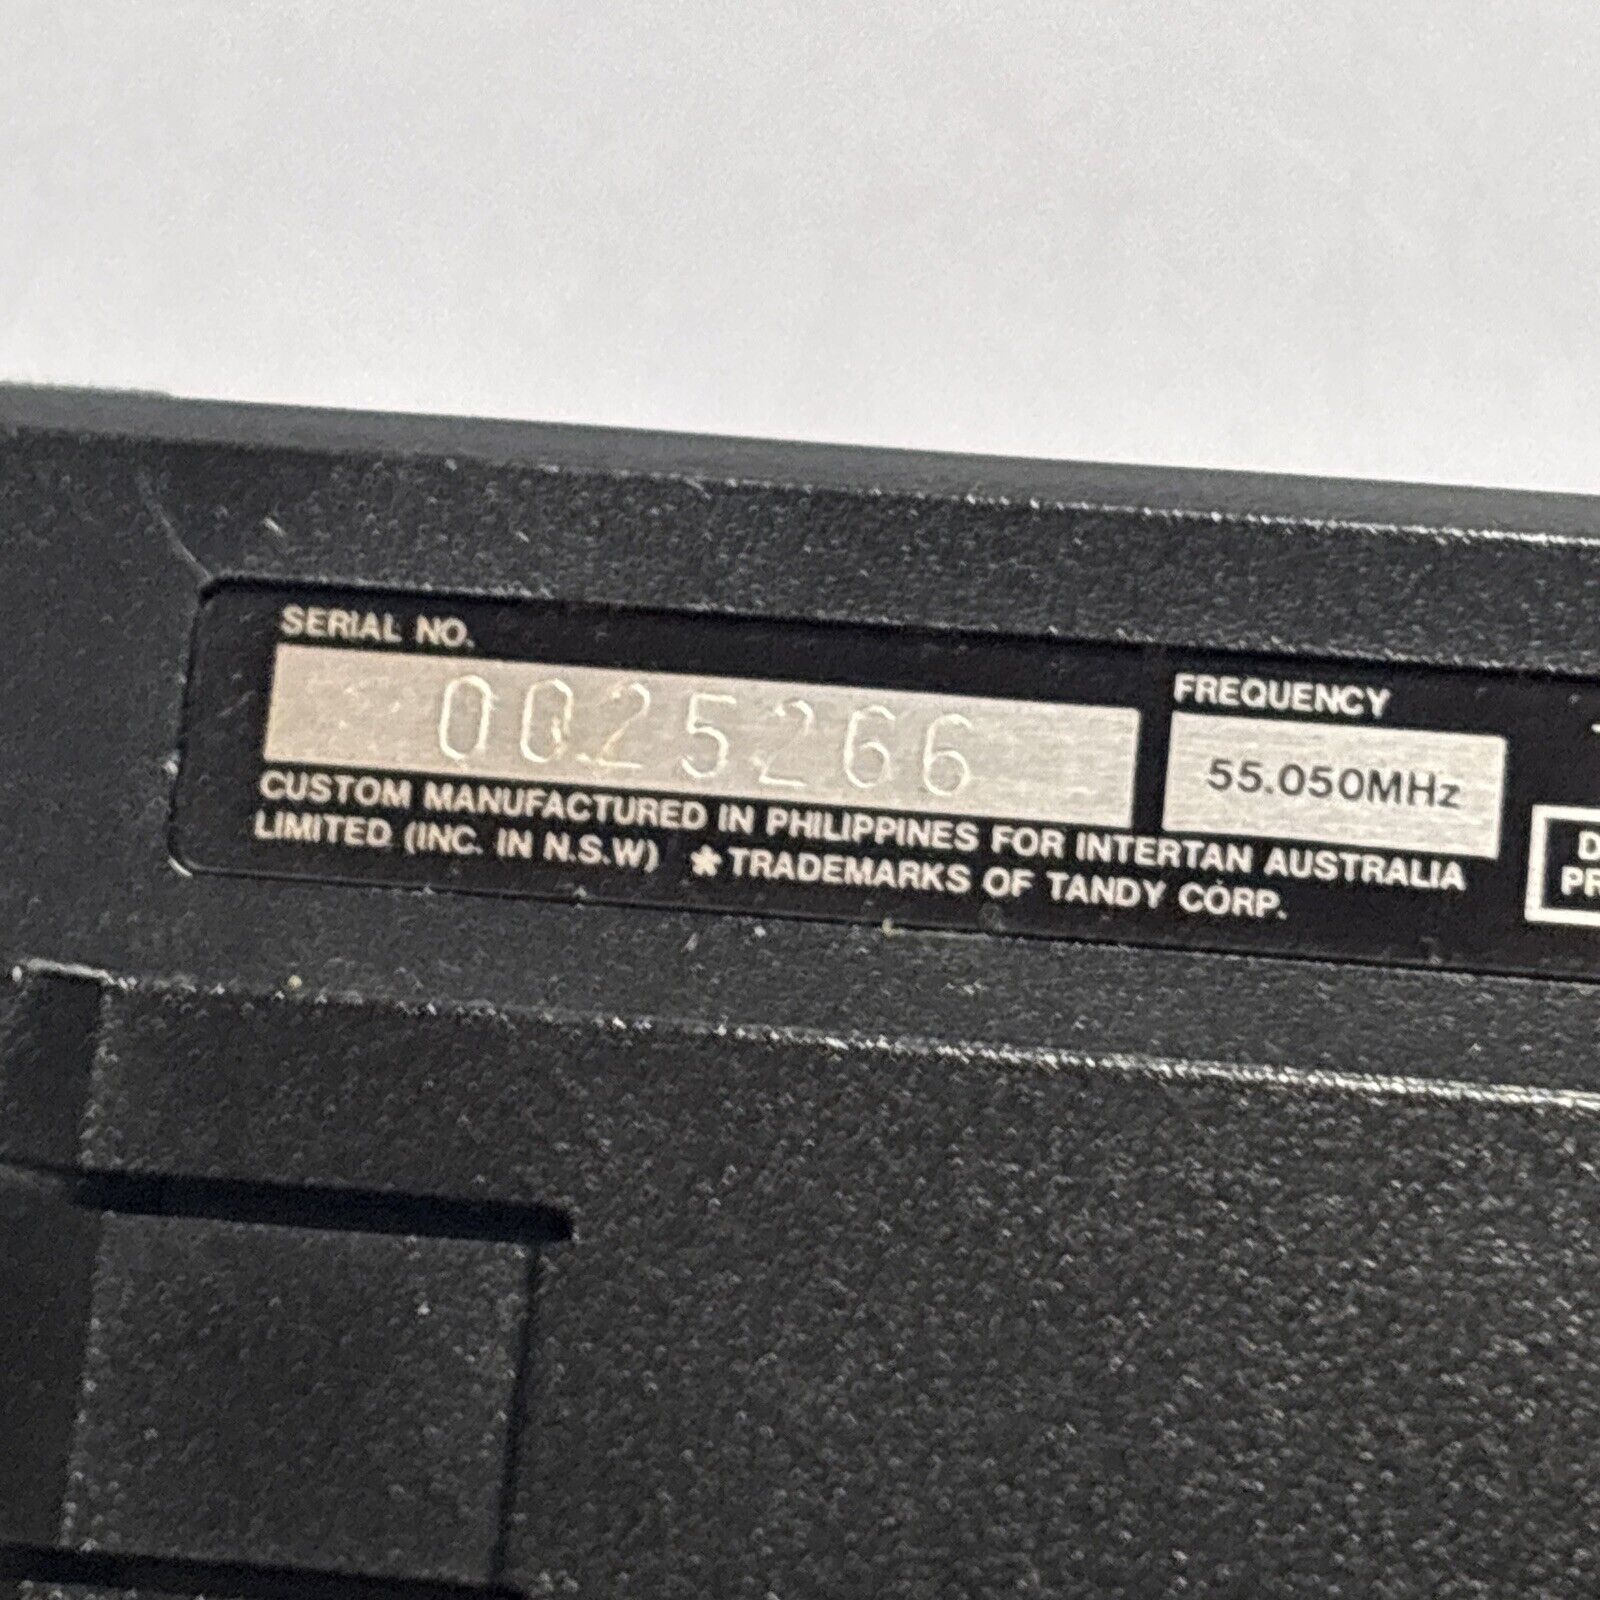 SERIAL NO.
0025266
FREQUENCY
55.050MHz
CUSTOM MANUFACTURED IN PHILIPPINES FOR INTERTAN AUSTRALIA
LIMITED (INC. IN N.S.W) ★TRADEMARKS OF TANDY CORP.